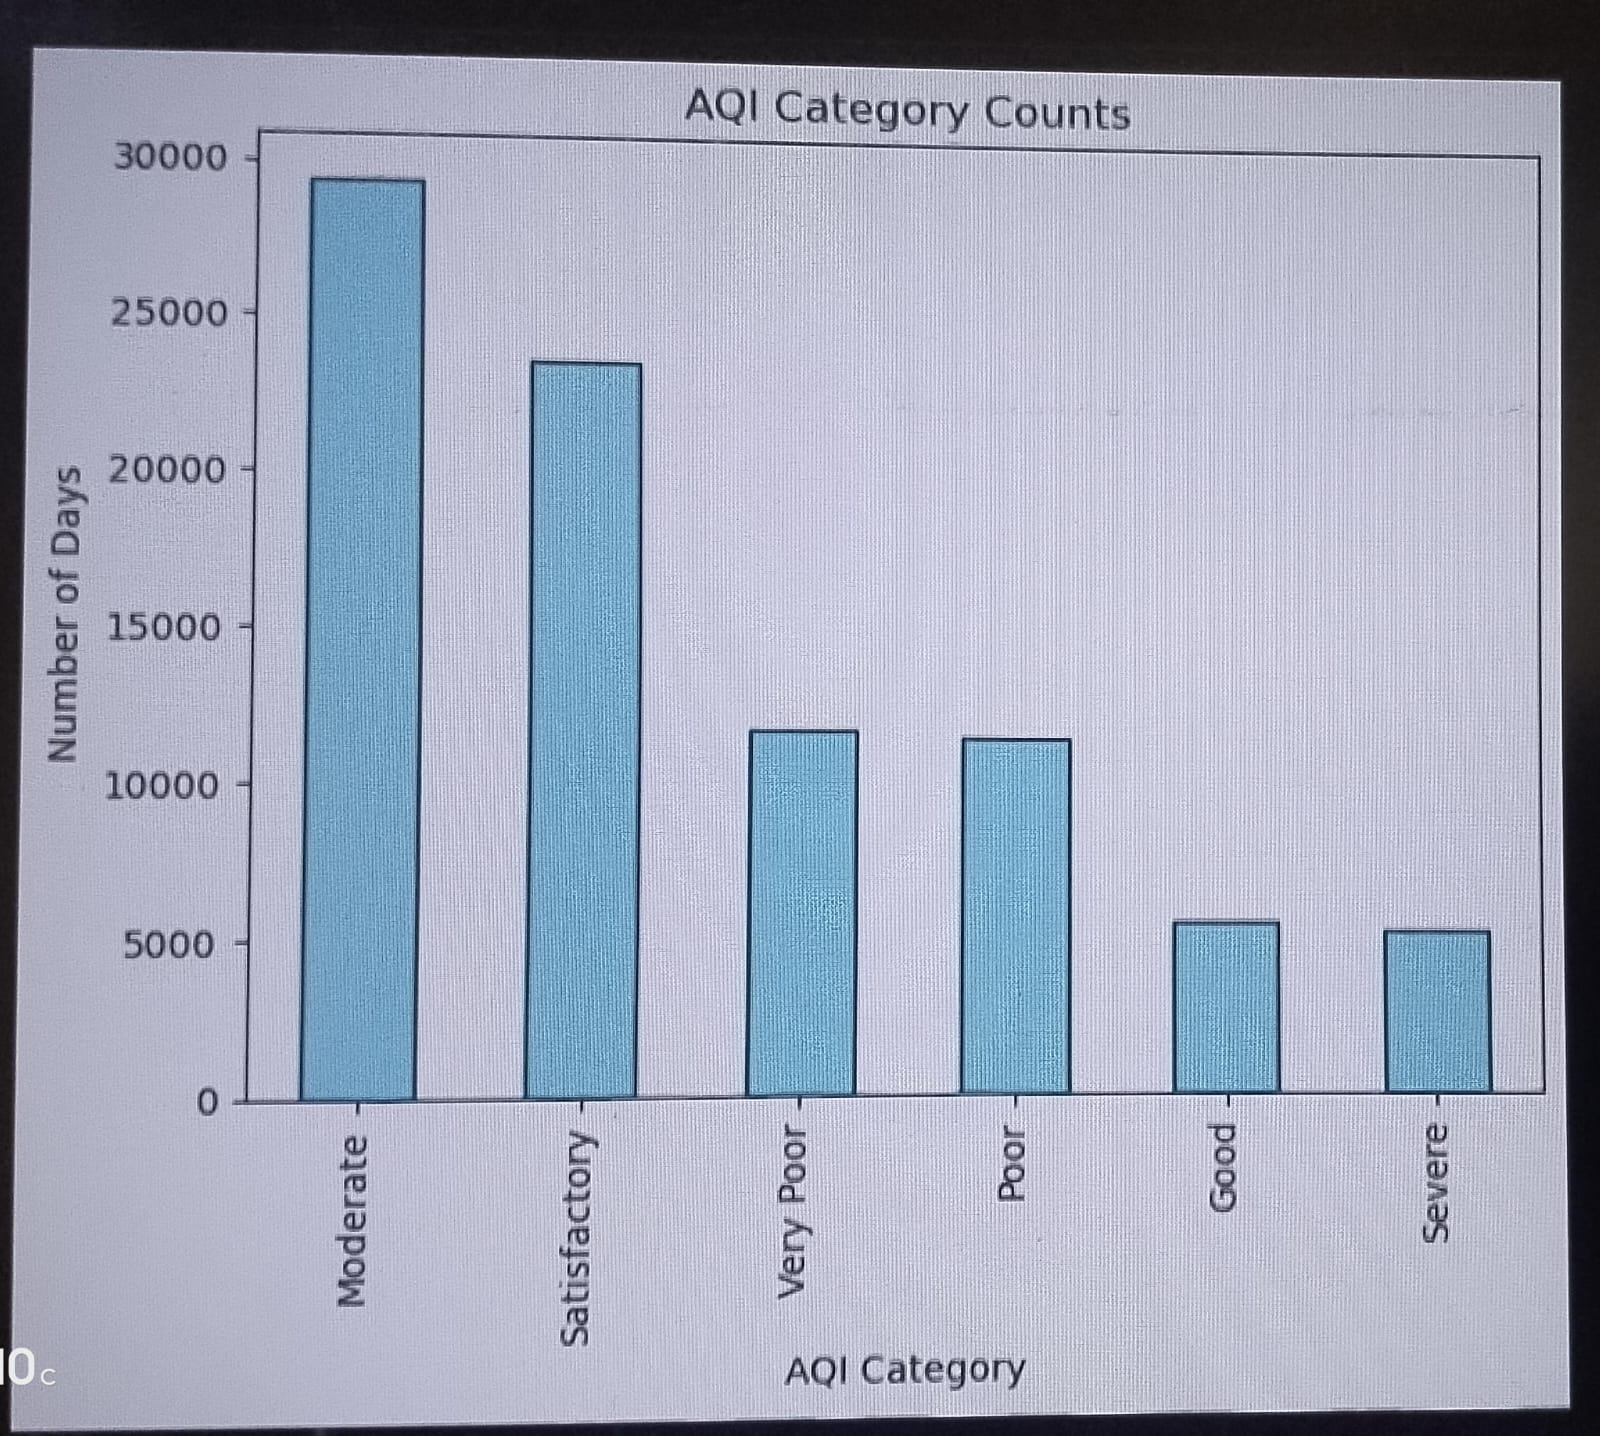 AQI Category Counts
30000
25000
20000
15000
10000
5000
0
Number of Days
Moderate
Satisfactory
Very Poor
Poor
Good
Severe
AQI Category